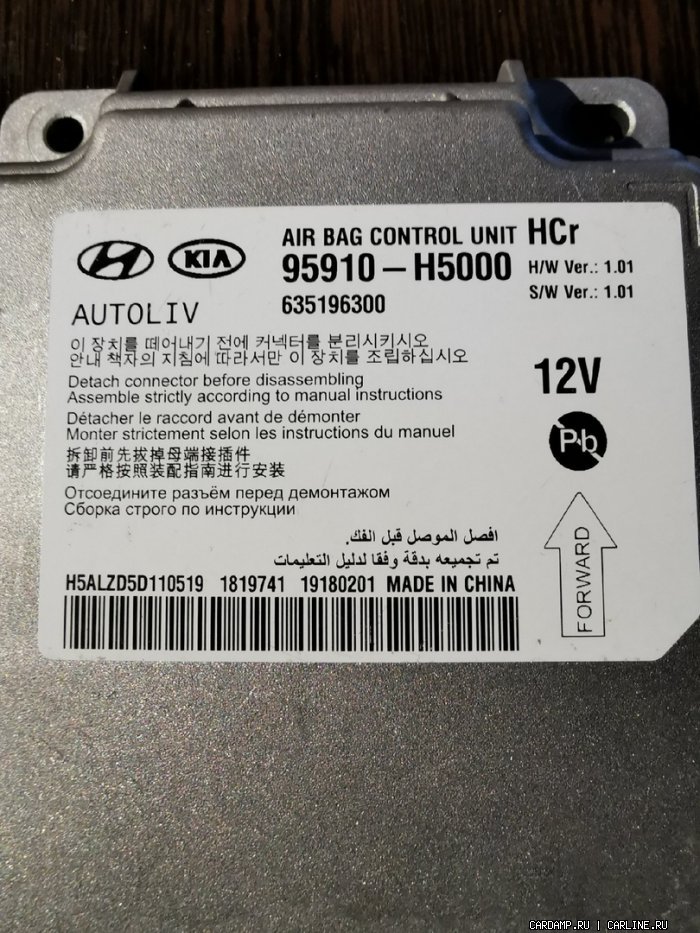 AIR BAG CONTROL UNIT HCr
KIA
95910-H5000
H/W Ver.: 1.01
S/W Ver.: 1.01
AUTOLIV
635196300
이 장치를 떼어내기 전에 커넥터를 분리시키시오
안내 책자의 지침에 따라서만 이 장치를 조립하십시오
Detach connector before disassembling
Assemble strictly according to manual instructions
12V
Détacher le raccord avant de démonter
Monter strictement selon les instructions du manuel
Pb
拆卸前先拔掉母端接插件
请严格按照装配指南进行安装
Отсоедините разъём перед демонтажом
Сборка строго по инструкции
افصل الموصل قبل الفك.
تم تجميعه بدقة وفقا لدليل التعليمات
FORWARD
H5ALZD5D110519 1819741 19180201 MADE IN CHINA
CARDAMP.RU | CARLINE.RU